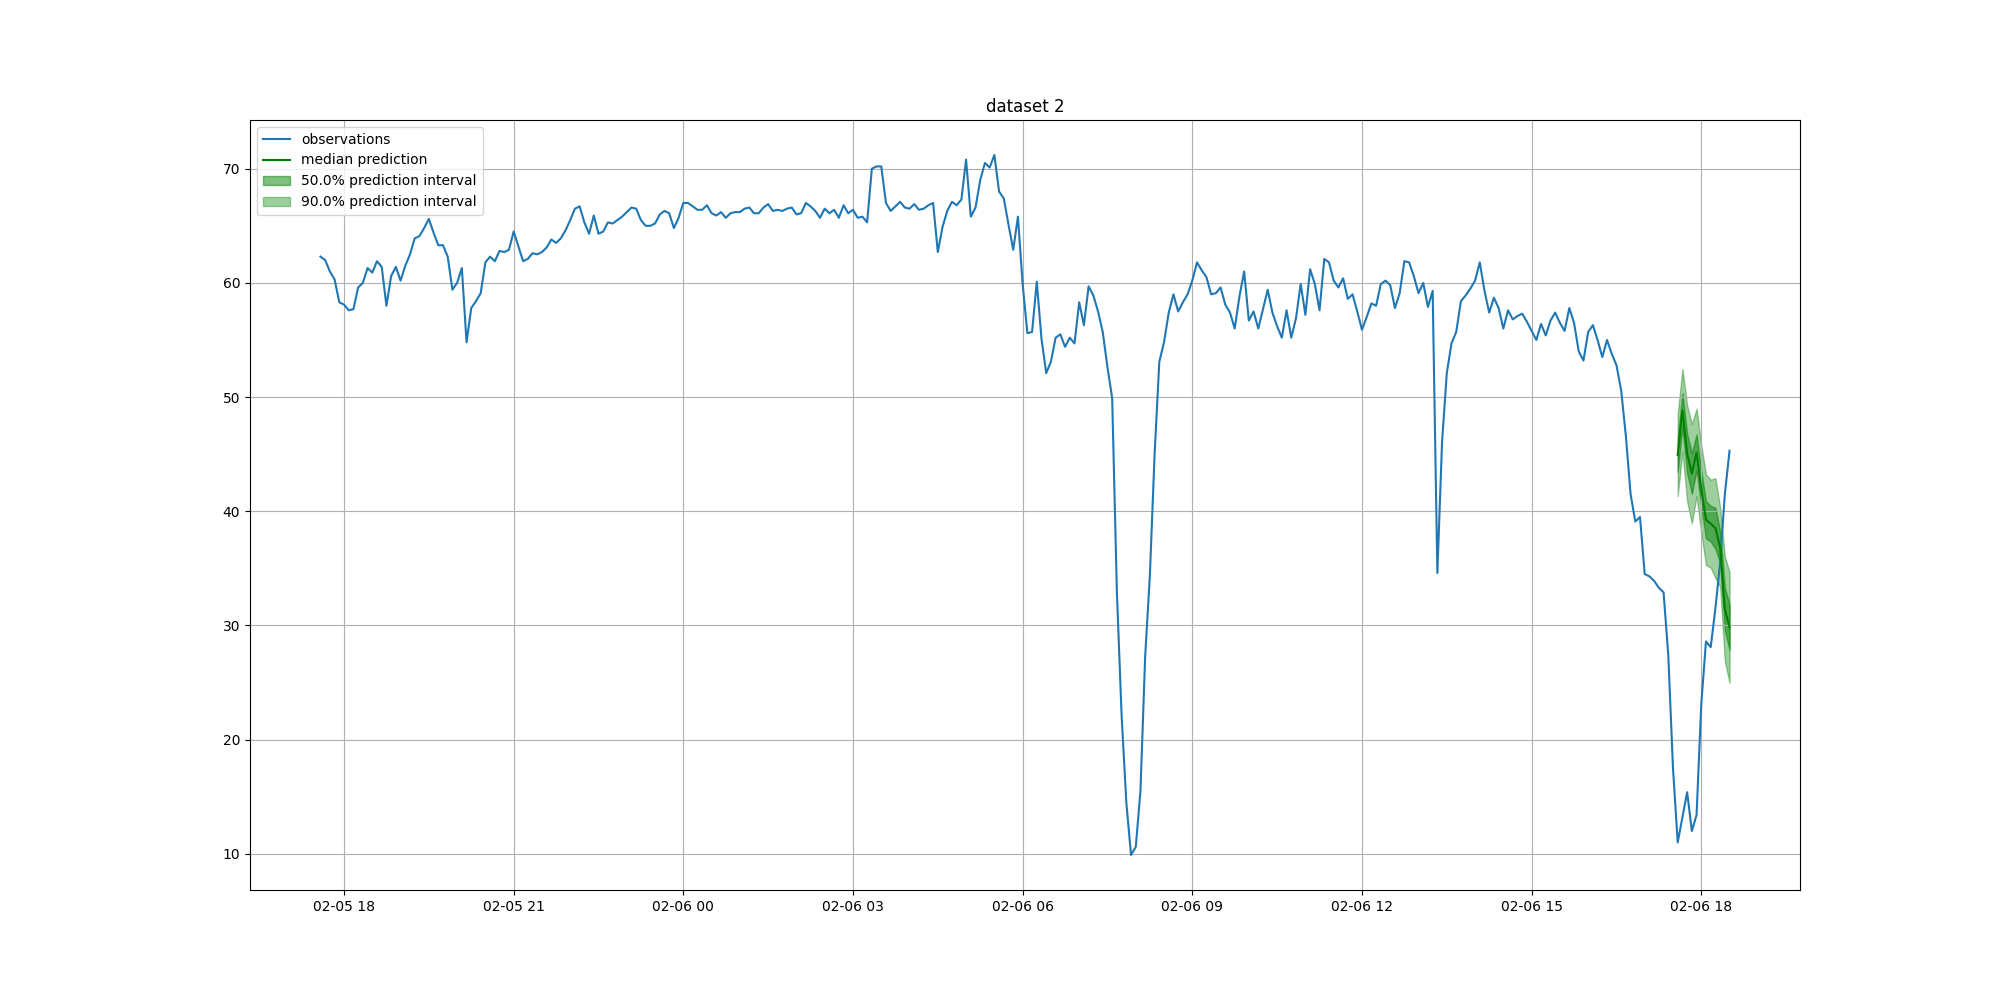 dataset 2
observations
median prediction
50.0% prediction interval
90.0% prediction interval
70
60
50
40
30
20
10
02-05 18 02-05 21 02-06 00 02-06 03 02-06 06 02-06 09 02-06 12 02-06 15 02-06 18